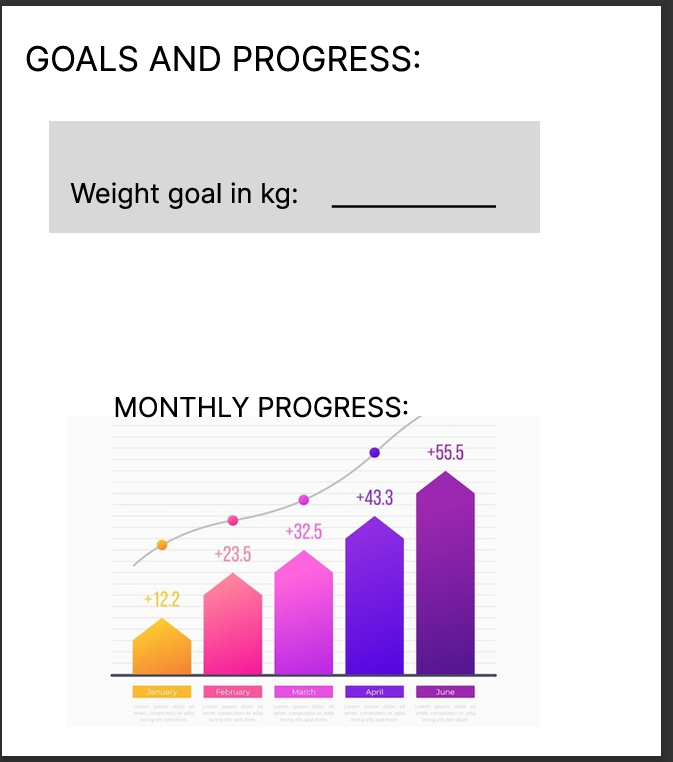 GOALS AND PROGRESS:
Weight goal in kg:
MONTHLY PROGRESS:
+55.5
+43.3
+32.5
+23.5
+12.2
January February March April June